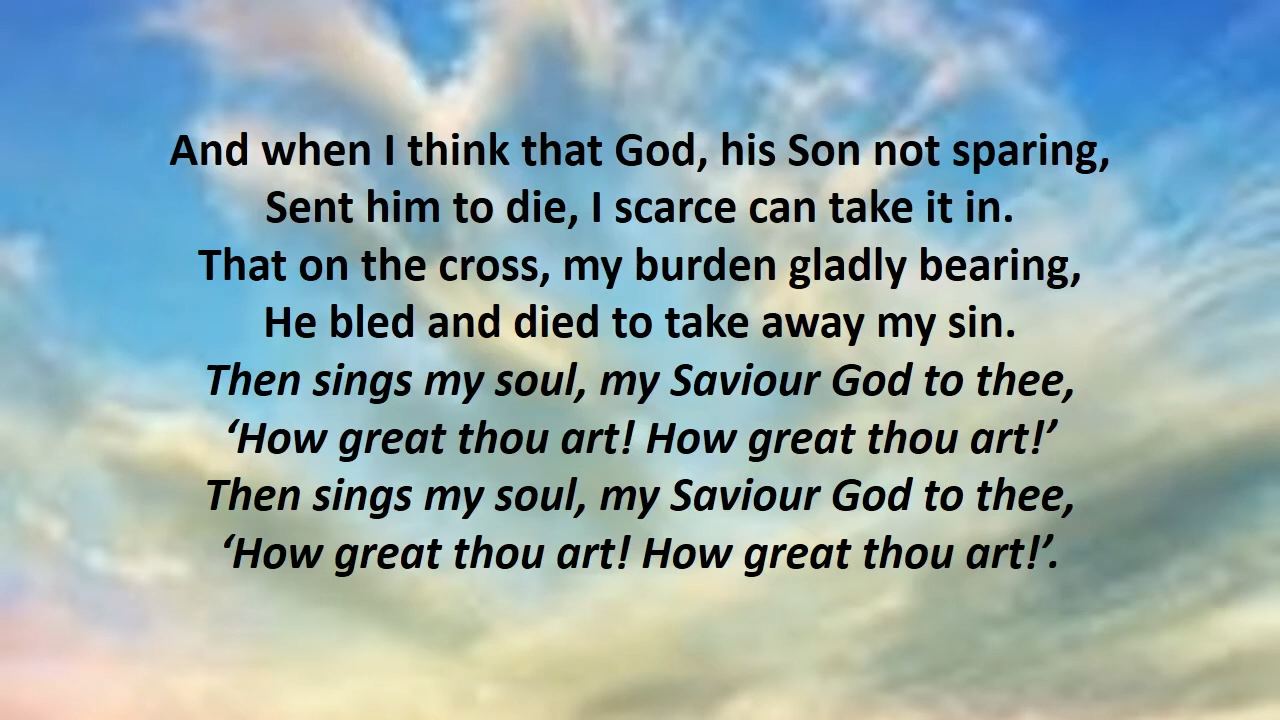 And when I think that God, his Son not sparing,
Sent him to die, I scarce can take it in.
That on the cross, my burden gladly bearing,
He bled and died to take away my sin.
Then sings my soul, my Saviour God to thee,
‘How great thou art! How great thou art!’
Then sings my soul, my Saviour God to thee,
‘How great thou art! How great thou art!’.